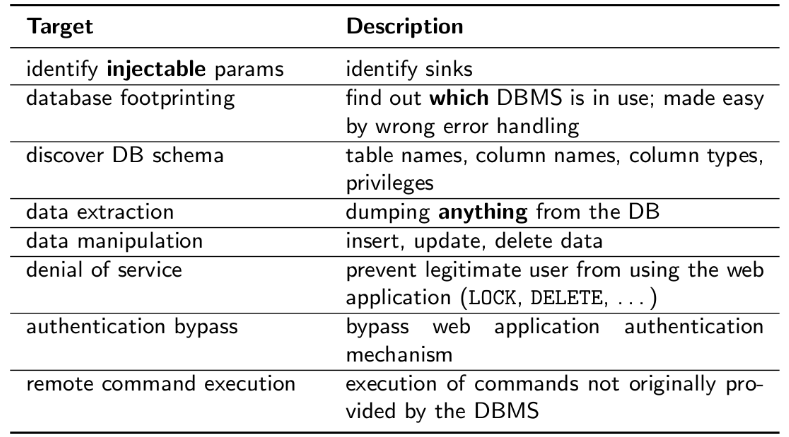 Target Description
identify injectable params identify sinks
database footprinting find out which DBMS is in use; made easy
by wrong error handling
discover DB schema table names, column names, column types,
privileges
data extraction dumping anything from the DB
data manipulation insert, update, delete data
denial of service prevent legitimate user from using the web
application (LOCK, DELETE, ...)
authentication bypass bypass web application authentication
mechanism
remote command execution execution of commands not originally pro-
vided by the DBMS